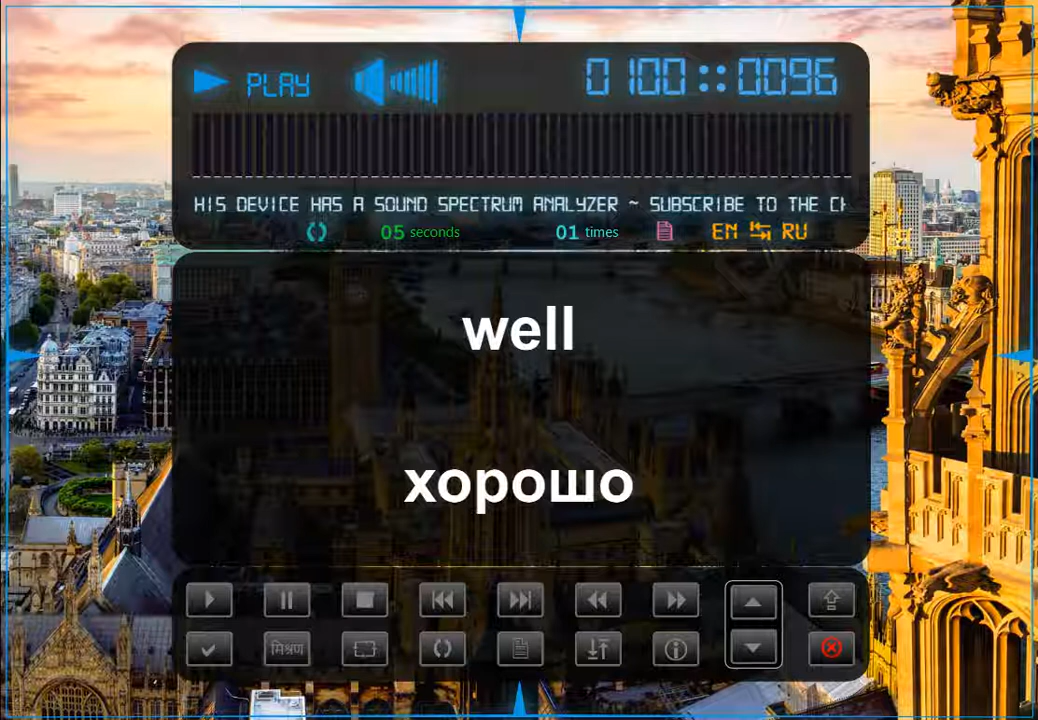 PLAY
0100::0096
HIS DEVICE HAS A SOUND SPECTRUM ANALYZER ~ SUBSCRIBE TO THE CH
05 seconds 01 times EN RU
well
хорошо
मिश्रण